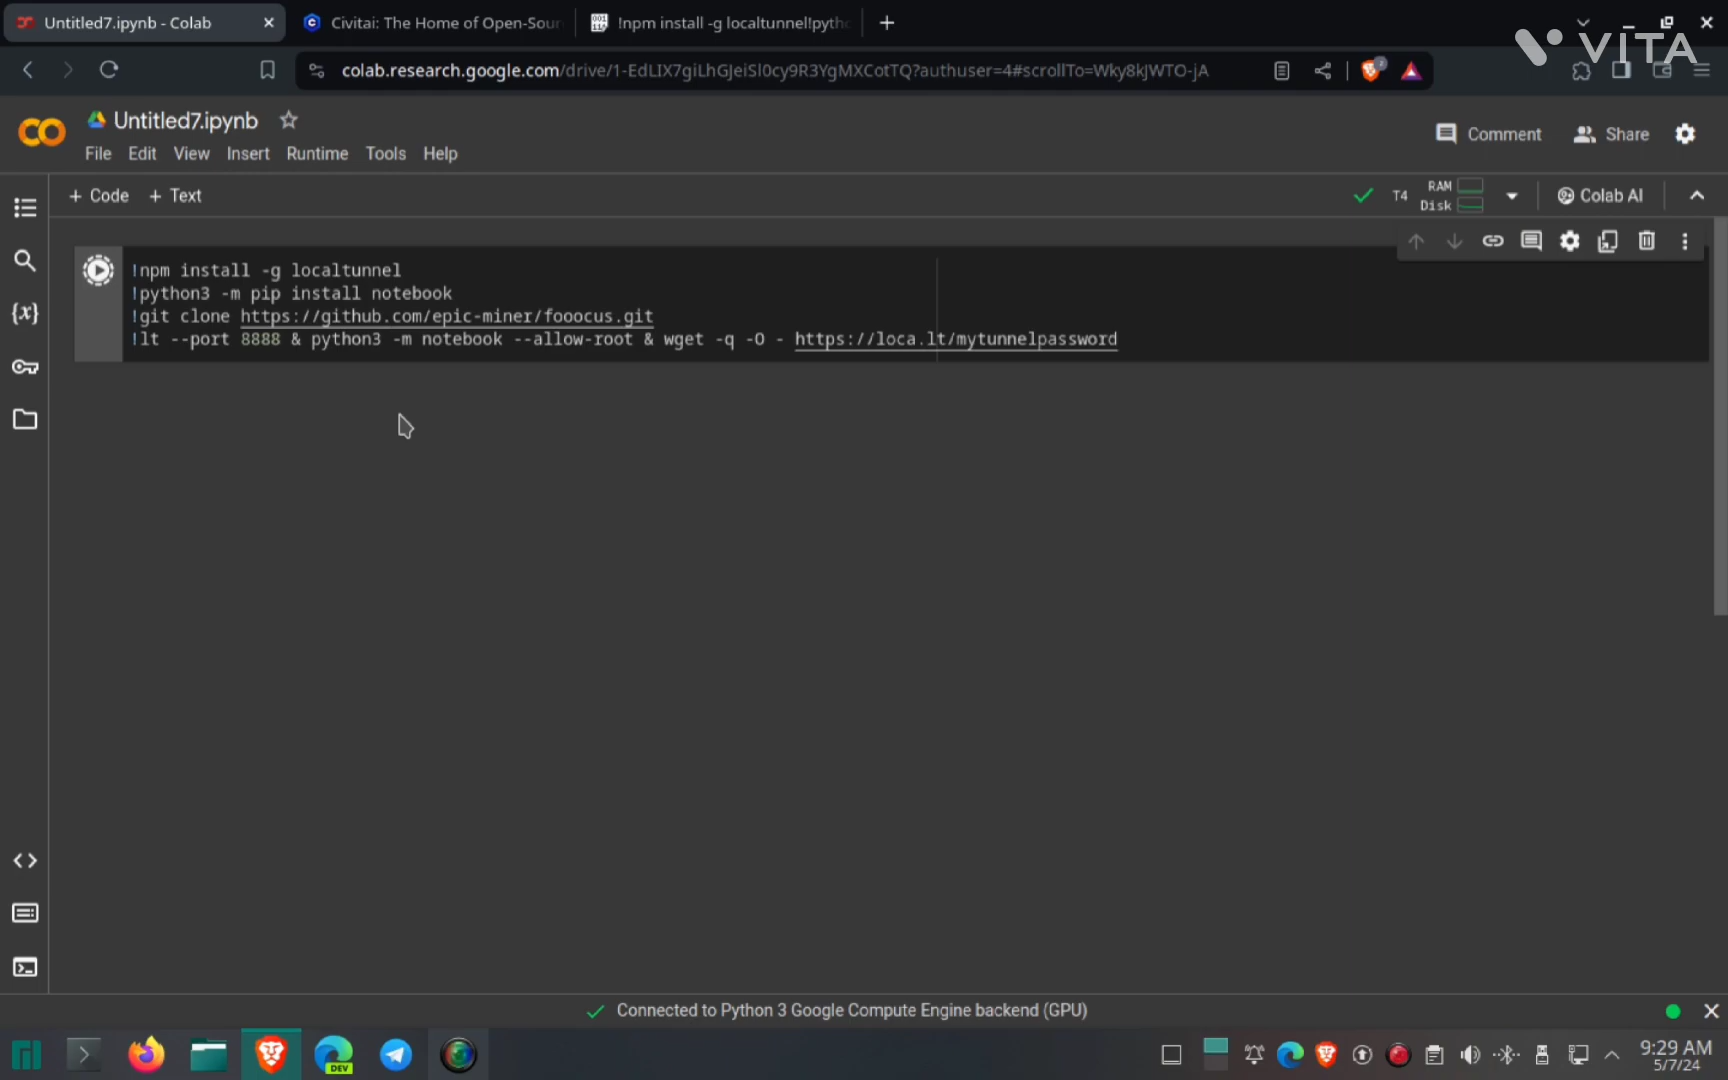 Untitled7.ipynb - Colab
Civitai: The Home of Open-Sour
!npm install -g localtunnel!pytho
VITA
colab.research.google.com/drive/1-EdLIX7giLhGJeiSl0cy9R3YgMXCotTQ?authuser=4#scrollTo=Wky8kJWTO-jA
Untitled7.ipynb
Comment
Share
File Edit View Insert Runtime Tools Help
+ Code + Text
T4
RAM
Disk
Colab AI
!npm install -g localtunnel
!python3 -m pip install notebook
!git clone https://github.com/epic-miner/fooocus.git
!lt --port 8888 & python3 -m notebook --allow-root & wget -q -O - https://loca.lt/mytunnelpassword
Connected to Python 3 Google Compute Engine backend (GPU)
DEV
9:29 AM
5/7/24